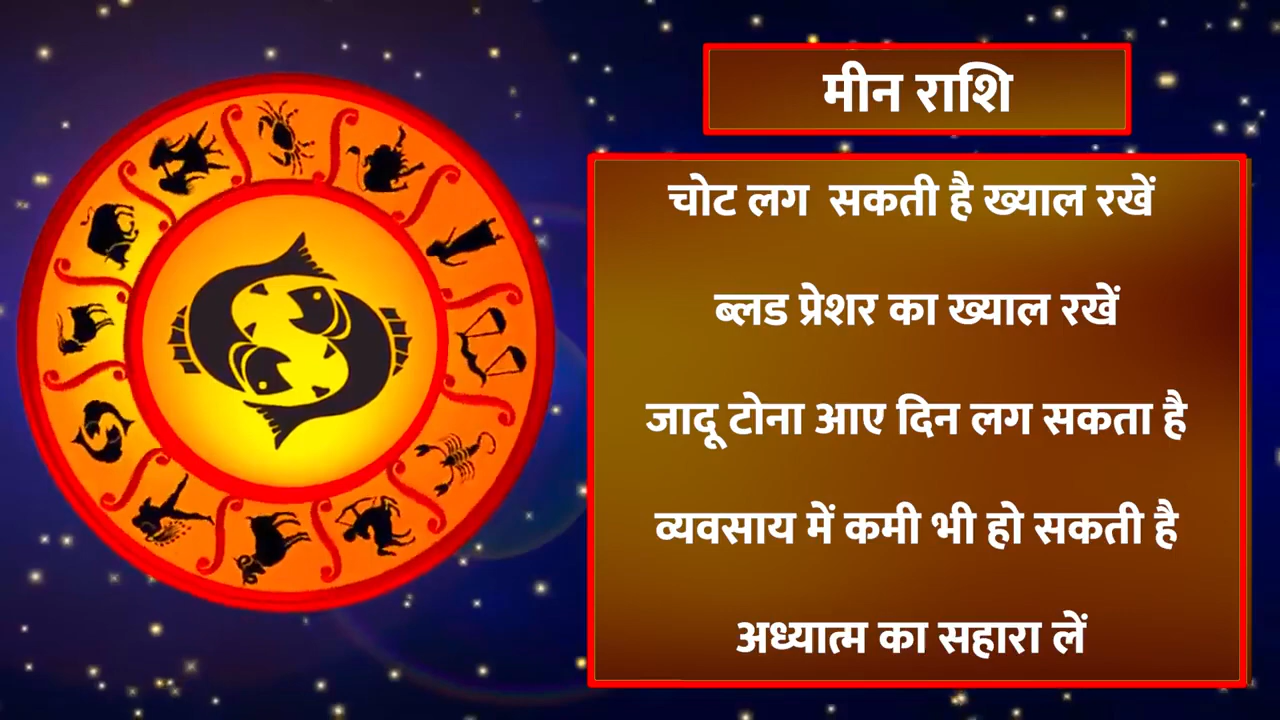 मीन राशि
चोट लग सकती है ख्याल रखें
ब्लड प्रेशर का ख्याल रखें
जादू टोना आए दिन लग सकता है
व्यवसाय में कमी भी हो सकती है
अध्यात्म का सहारा लें